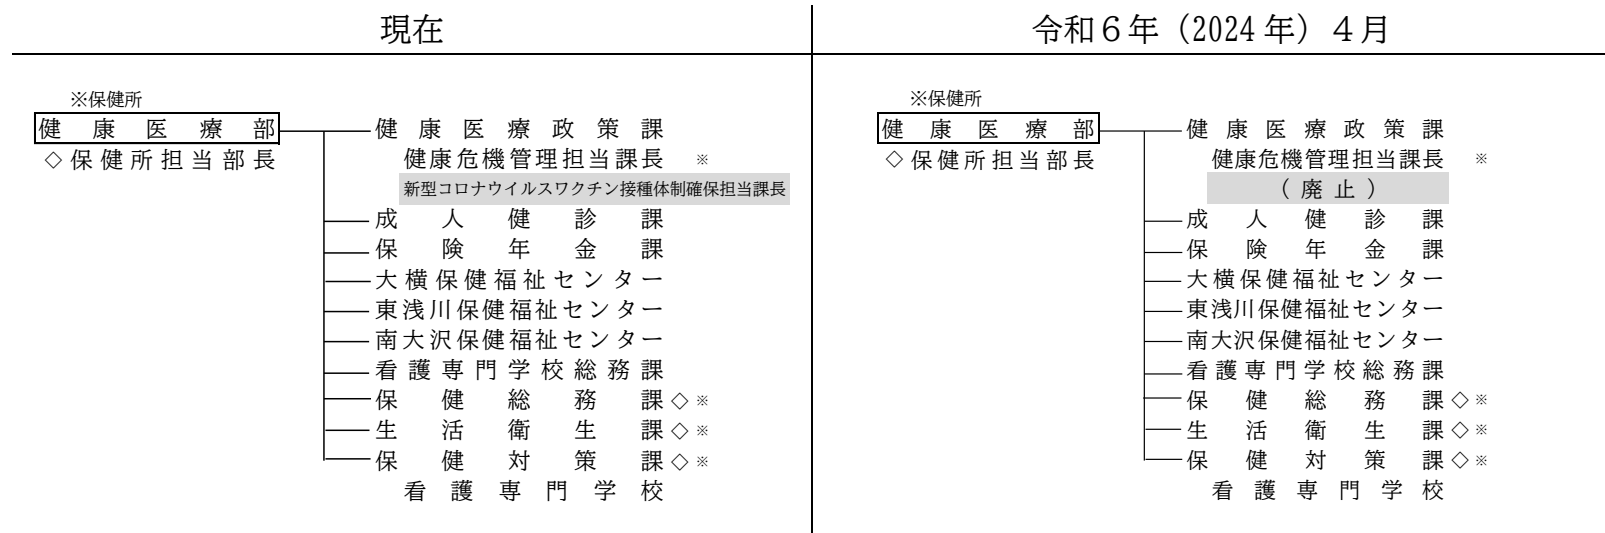 現在
※保健所
健康医療部
◇保健所担当部長
健康医療政策課
健康危機管理担当課長 ※
新型コロナウイルスワクチン接種体制確保担当課長
成人健診課
保険年金課
大横保健福祉センター
東浅川保健福祉センター
南大沢保健福祉センター
看護専門学校総務課
保健総務課◇※
生活衛生課◇※
保健対策課◇※
看護専門学校
令和６年（2024年）４月
※保健所
健康医療部
◇保健所担当部長
健康医療政策課
健康危機管理担当課長 ※
（廃止）
成人健診課
保険年金課
大横保健福祉センター
東浅川保健福祉センター
南大沢保健福祉センター
看護専門学校総務課
保健総務課◇※
生活衛生課◇※
保健対策課◇※
看護専門学校